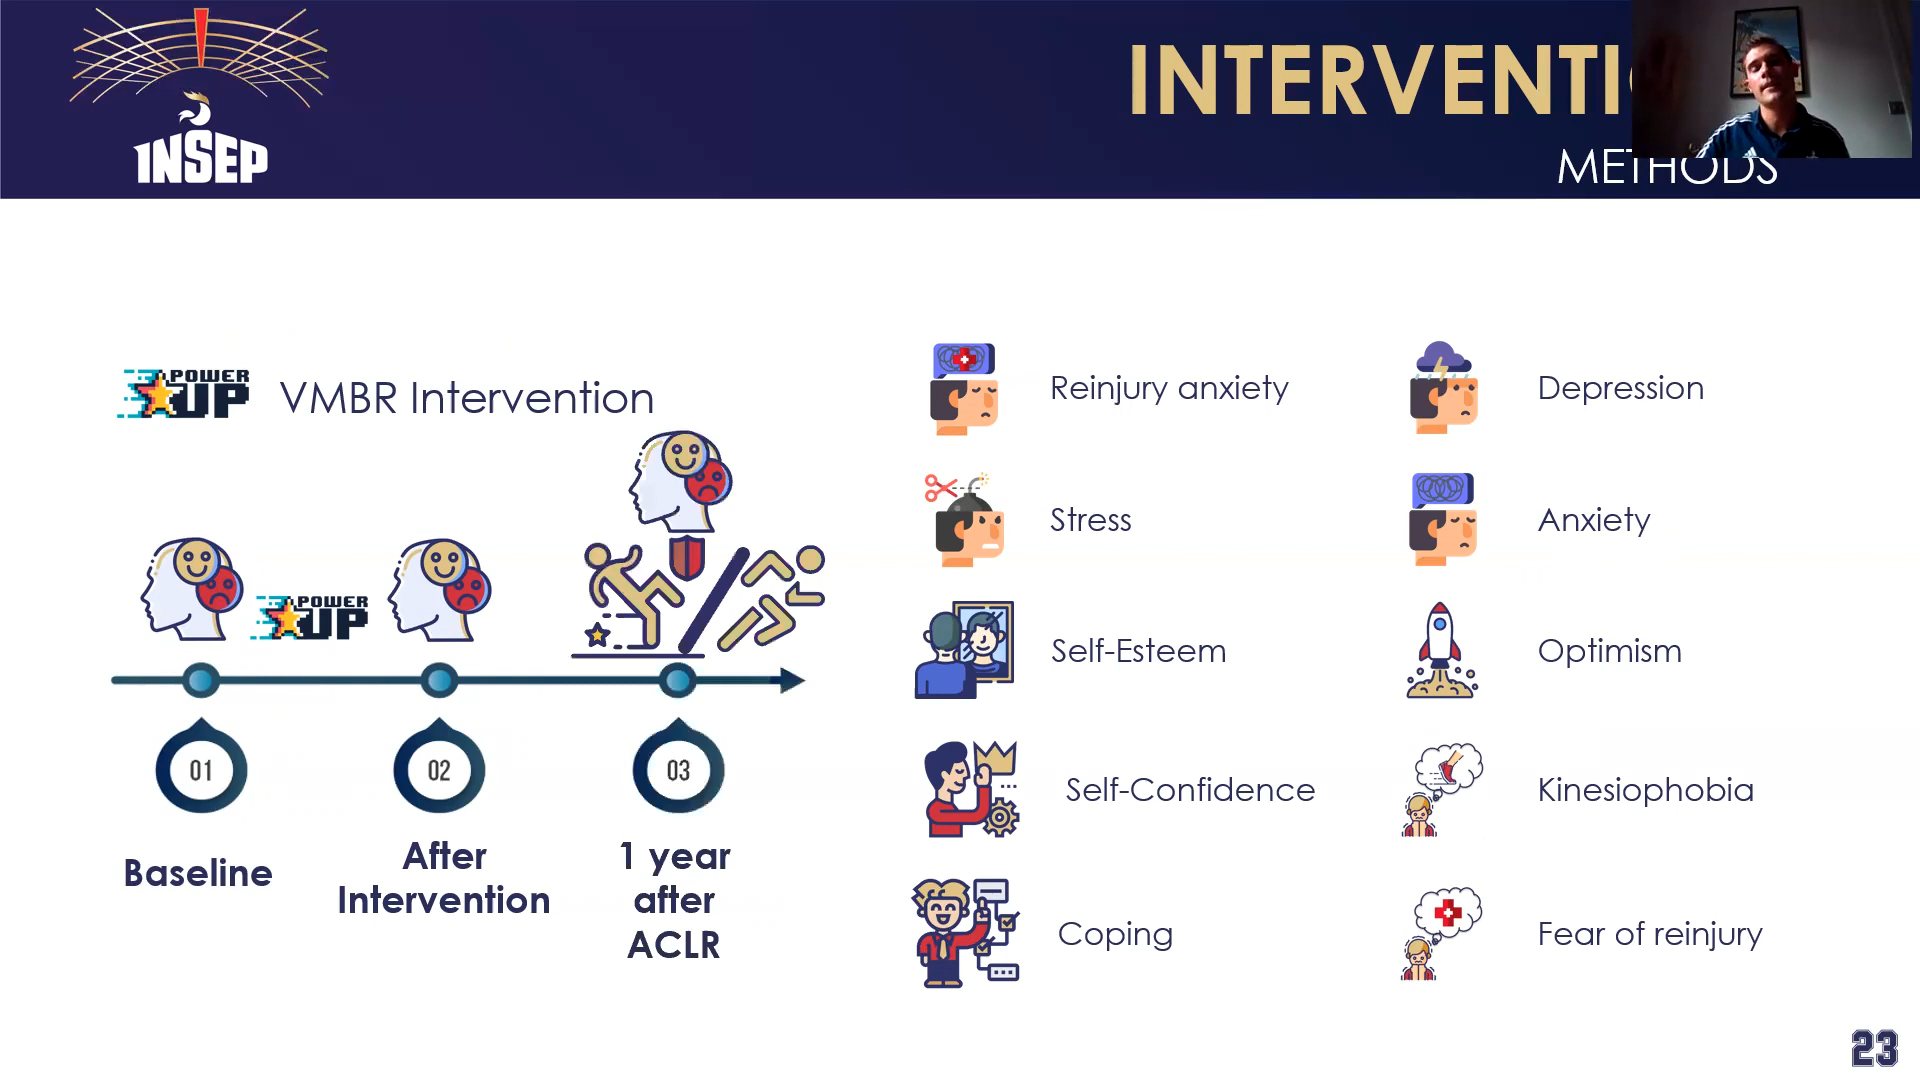 INSEP
INTERVENTI
METHODS
POWER
UP
VMBR Intervention
POWER
UP
01
02
03
Baseline
After
Intervention
1 year
after
ACLR
Reinjury anxiety
Depression
Stress
Anxiety
Self-Esteem
Optimism
Self-Confidence
Kinesiophobia
Coping
Fear of reinjury
23